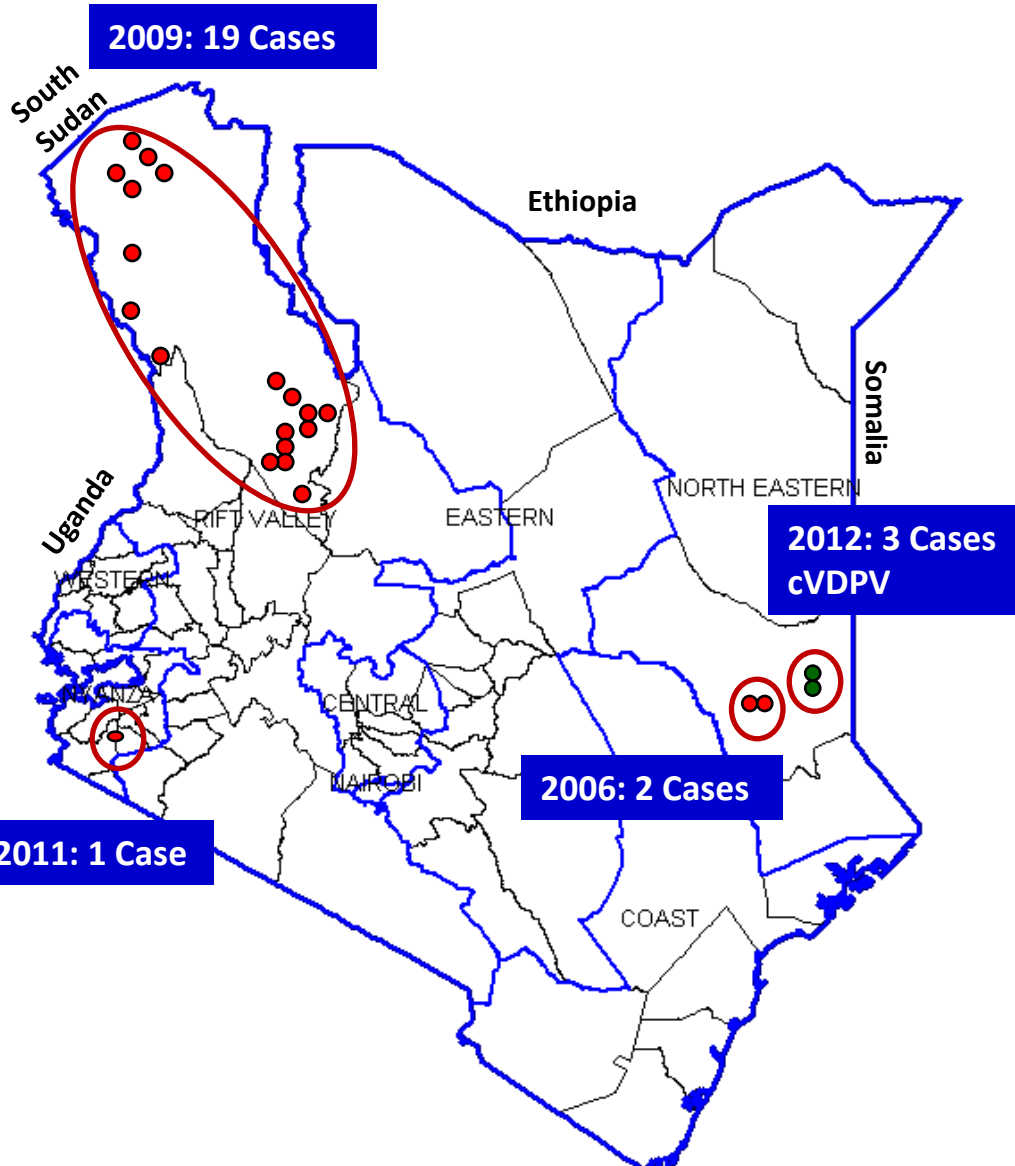 2009: 19 Cases
South
Sudan
Ethiopia
Somalia
Uganda
NORTH EASTERN
RIFT VALLEY
EASTERN
2012: 3 Cases
cVDPV
WESTERN
NYANZA
CENTRAL
NAIROBI
2006: 2 Cases
2011: 1 Case
COAST